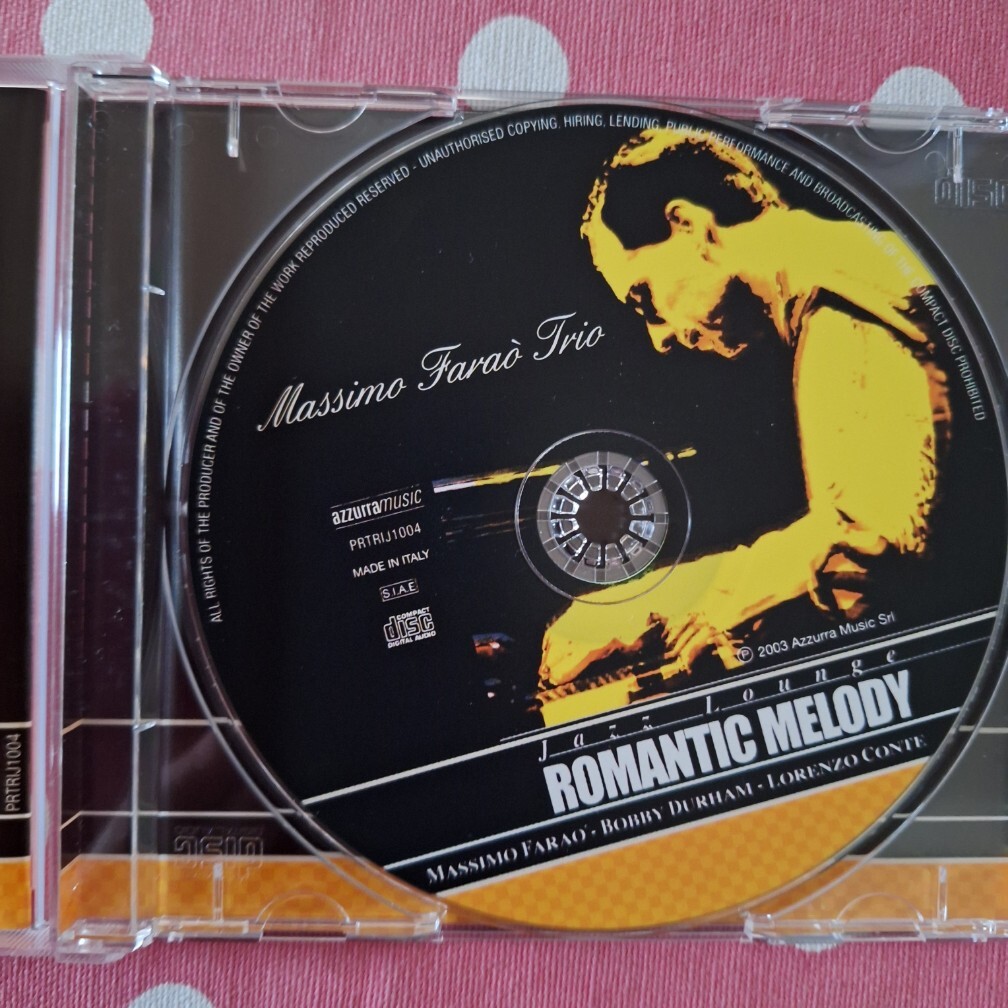 ALL RIGHTS OF THE PRODUCER AND OF THE OWNER OF THE WORK REPRODUCED RESERVED - UNAUTHORISED COPYING, HIRING, LENDING, PUBLIC PERFORMANCE AND BROADCASTING OF THE COMPACT DISC PROHIBITED
Massimo Faraò Trio
azzurraMUSIC
PRTRIJ1004
MADE IN ITALY
S.I.A.E
COMPACT
disc
DIGITAL AUDIO
℗ 2003 Azzurra Music Srl
Jazz Lounge
ROMANTIC MELODY
MASSIMO FARAO' - BOBBY DURHAM - LORENZO CONTE
PRTRIJ1004
disc